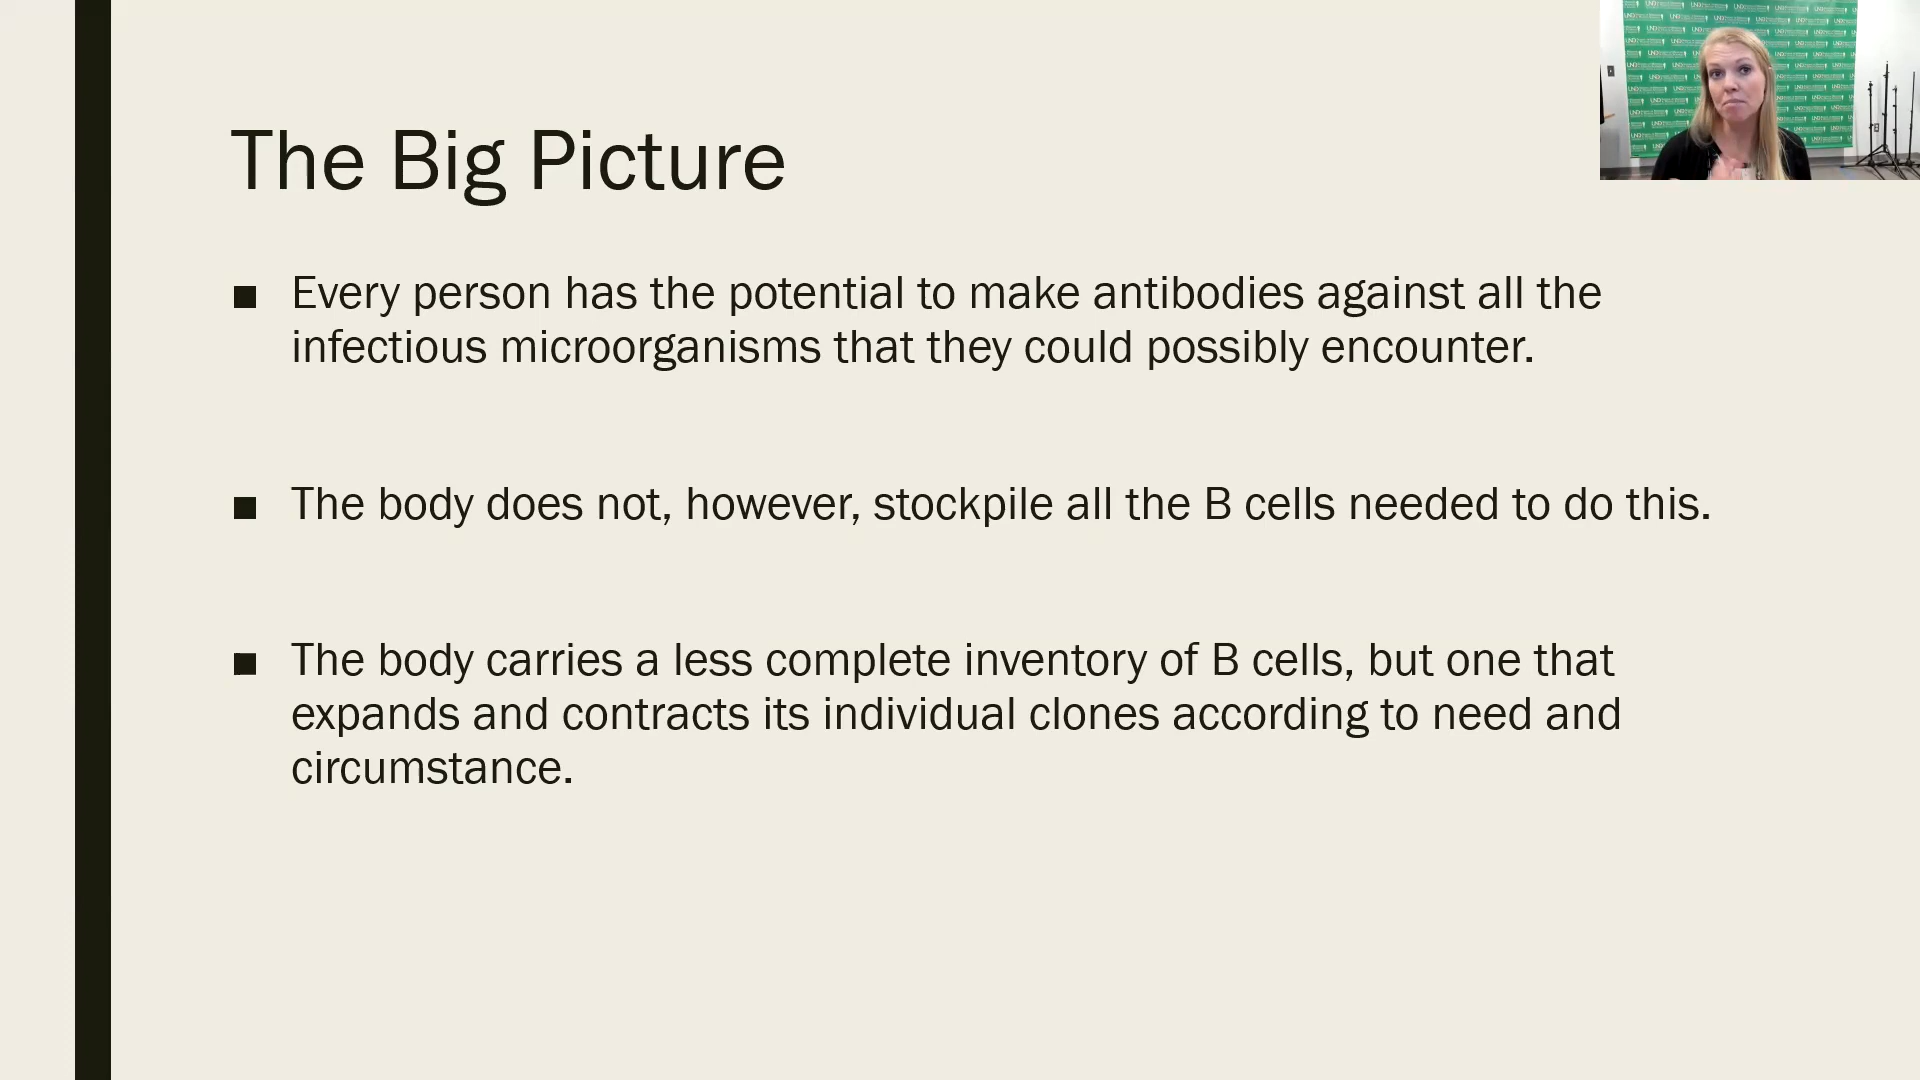 The Big Picture
Every person has the potential to make antibodies against all the
infectious microorganisms that they could possibly encounter.
The body does not, however, stockpile all the B cells needed to do this.
The body carries a less complete inventory of B cells, but one that
expands and contracts its individual clones according to need and
circumstance.